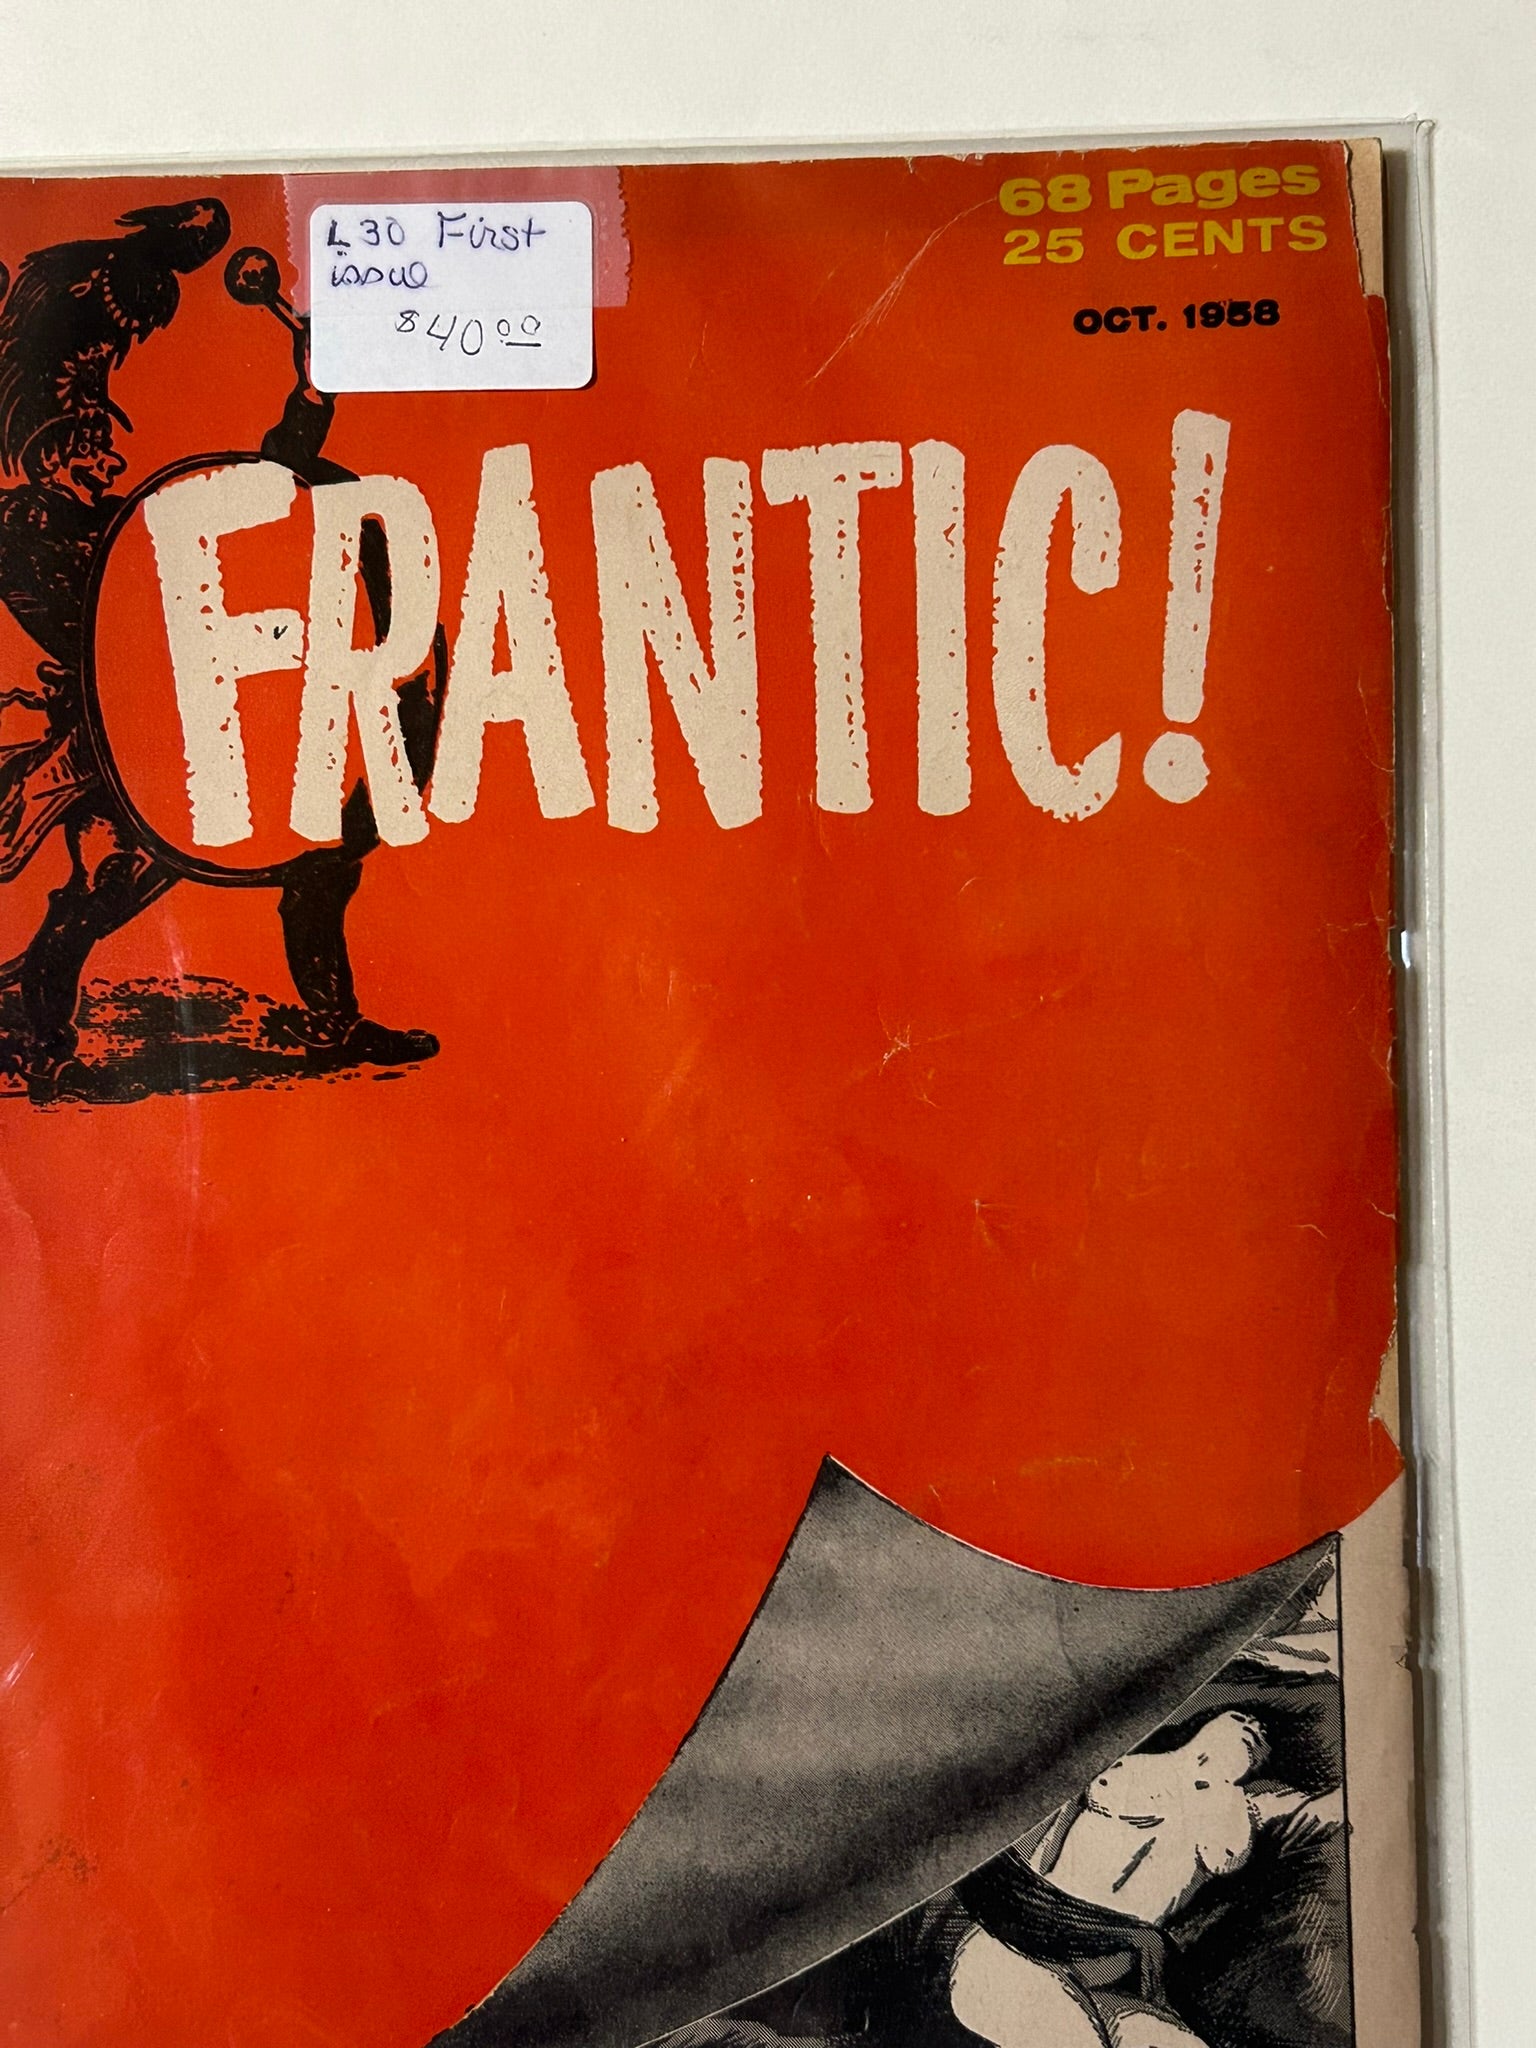 L30 First
issue
$40.00
68 Pages
25 CENTS
OCT. 1958
FRANTIC!